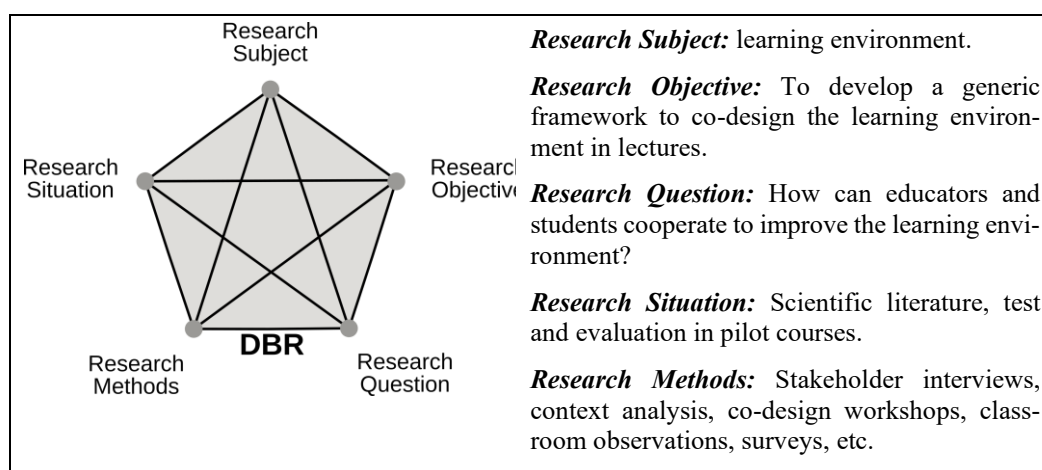 Research
Subject
Research
Situation
Research
Objective
DBR
Research
Methods
Research
Question
Research Subject: learning environment.
Research Objective: To develop a generic
framework to co-design the learning environ-
ment in lectures.
Research Question: How can educators and
students cooperate to improve the learning envi-
ronment?
Research Situation: Scientific literature, test
and evaluation in pilot courses.
Research Methods: Stakeholder interviews,
context analysis, co-design workshops, class-
room observations, surveys, etc.